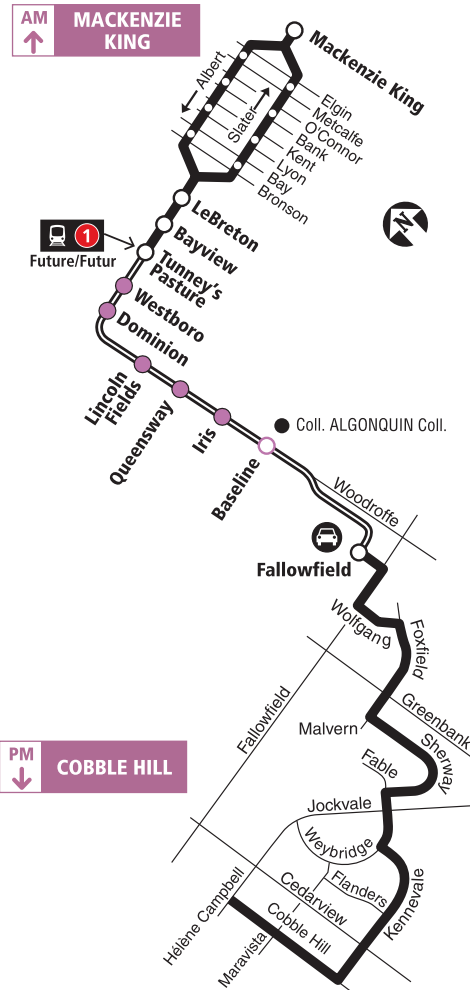 AM
MACKENZIE
KING
Mackenzie King
Albert
Slater
Elgin
Metcalfe
O'Connor
Bank
Kent
Lyon
Bay
Bronson
N
LeBreton
Bayview
1
Future/Futur
Tunney's
Pasture
Westboro
Dominion
Lincoln
Fields
Queensway
Iris
Coll. ALGONQUIN Coll.
Baseline
Woodroffe
Fallowfield
Wolfgang
Foxfield
Fallowfield
Greenbank
Malvern
Sherway
PM
COBBLE HILL
Fable
Jockvale
Weybridge
Cedarview
Flanders
Kennevale
Hélène Campbell
Cobble Hill
Maravista